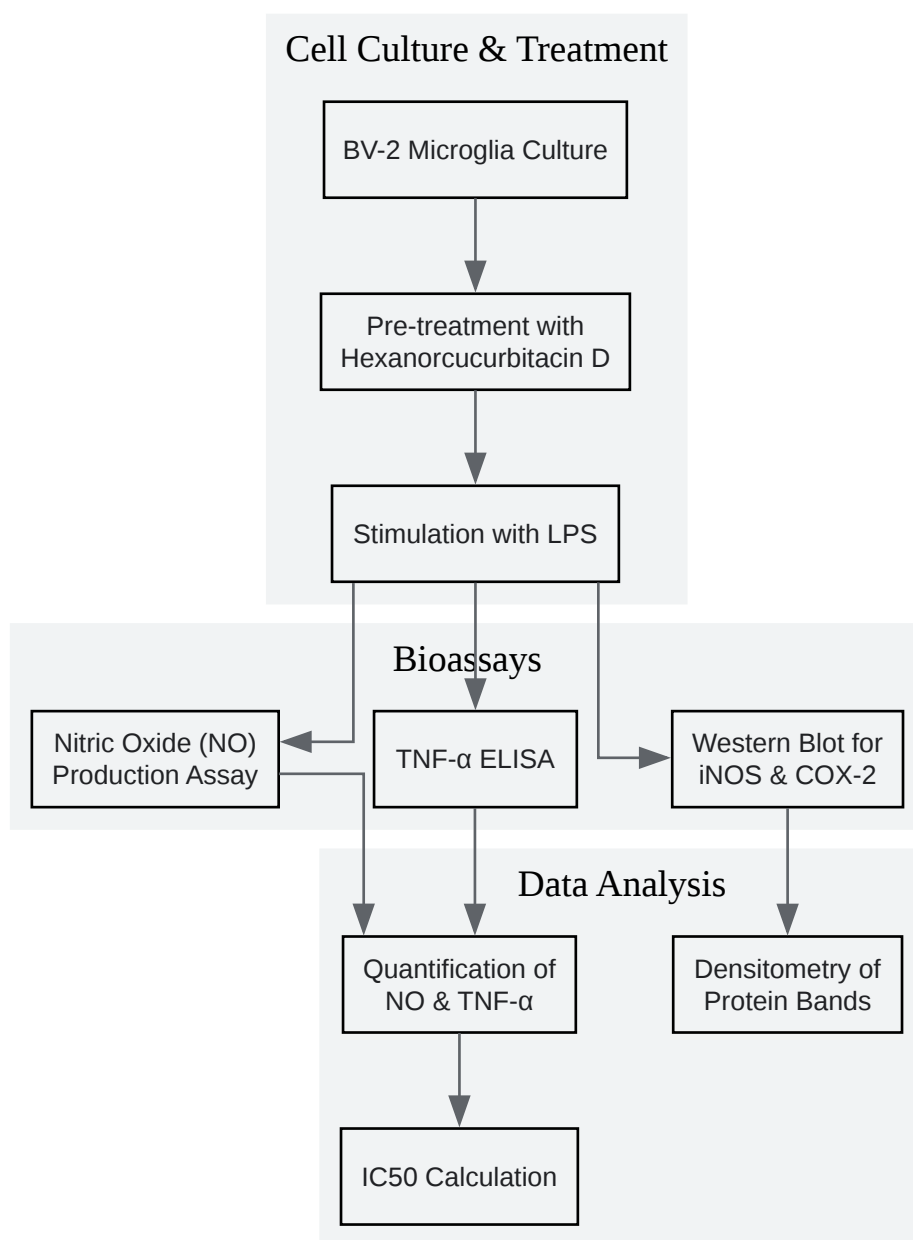 Cell Culture & Treatment
BV-2 Microglia Culture
Pre-treatment with
Hexanorcucurbitacin D
Stimulation with LPS
Bioassays
Nitric Oxide (NO)
Production Assay
TNF-α ELISA
Western Blot for
iNOS & COX-2
Data Analysis
Quantification of
NO & TNF-α
Densitometry of
Protein Bands
IC50 Calculation